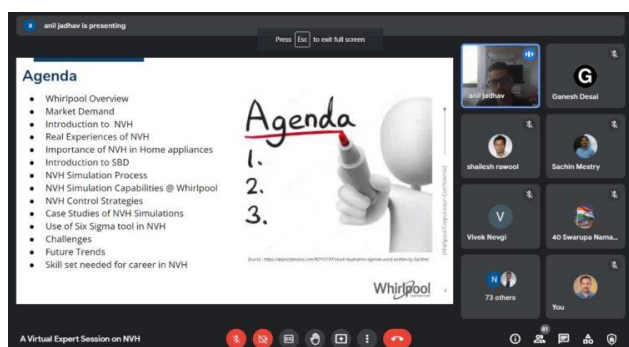 a anil jadhav is presenting
Press Esc to exit full screen
Agenda
Whirlpool Overview
Market Demand
Introduction to NVH
Real Experiences of NVH
Importance of NVH in Home appliances
Introduction to SBD
NVH Simulation Process
NVH Simulation Capabilities @ Whirlpool
NVH Control Strategies
Case Studies of NVH Simulations
Use of Six Sigma tool in NVH
Challenges
Future Trends
Skill set needed for career in NVH
Agenda
1.
2.
3.
Whirlpool Corporation Confidential
Whirlpool
CORPORATION
anil jadhav
G
Ganesh Desai
shailesh rawool
Sachin Mestry
V
Vivek Nevgi
40 Swarupa Nama...
N
73 others
You
A Virtual Expert Session on NVH
81